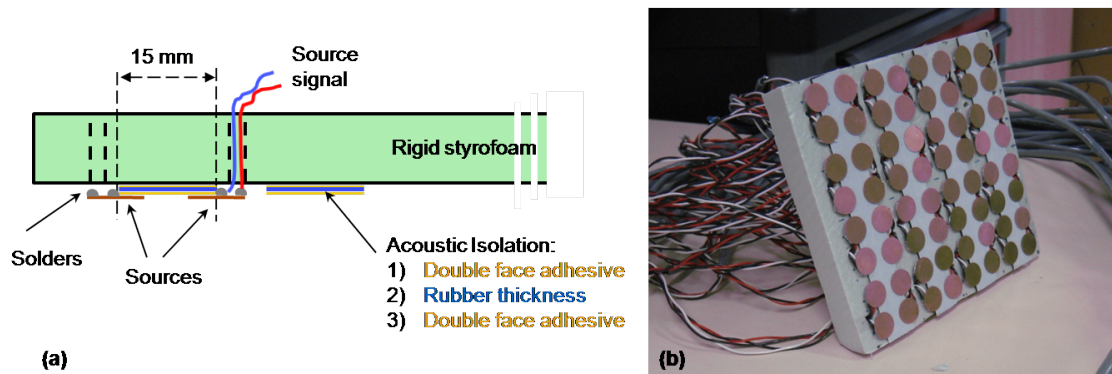 15 mm
Source
signal
Rigid styrofoam
Solders
Sources
Acoustic Isolation:
1) Double face adhesive
2) Rubber thickness
3) Double face adhesive
(a)
(b)